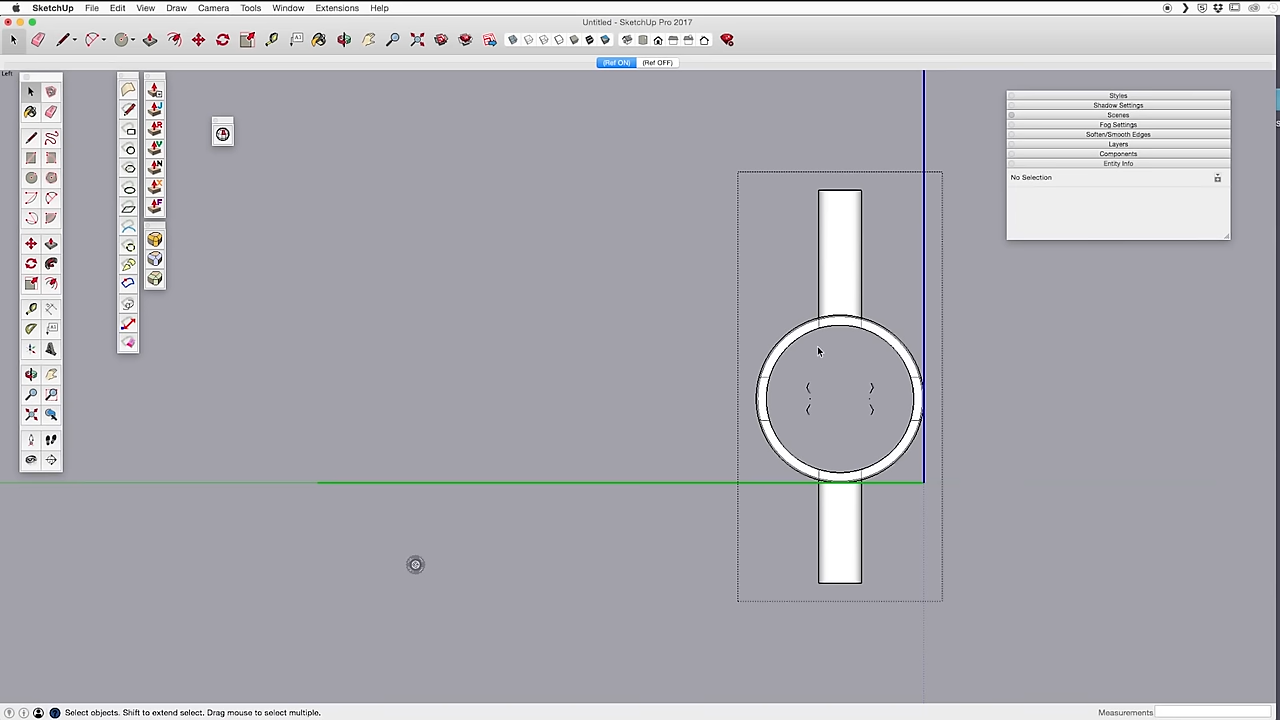 SketchUp File Edit View Draw Camera Tools Window Extensions Help
Untitled - SketchUp Pro 2017
(Ref ON) (Ref OFF)
Left
Styles
Shadow Settings
Scenes
Fog Settings
Soften/Smooth Edges
Layers
Components
Entity Info
No Selection
Select objects. Shift to extend select. Drag mouse to select multiple.
Measurements